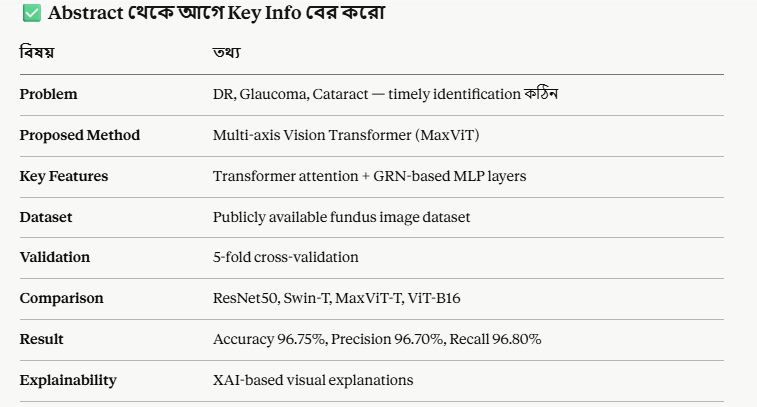 ✅ Abstract থেকে আগে Key Info বের করো
বিষয় তথ্য
Problem DR, Glaucoma, Cataract — timely identification কঠিন
Proposed Method Multi-axis Vision Transformer (MaxViT)
Key Features Transformer attention + GRN-based MLP layers
Dataset Publicly available fundus image dataset
Validation 5-fold cross-validation
Comparison ResNet50, Swin-T, MaxViT-T, ViT-B16
Result Accuracy 96.75%, Precision 96.70%, Recall 96.80%
Explainability XAI-based visual explanations